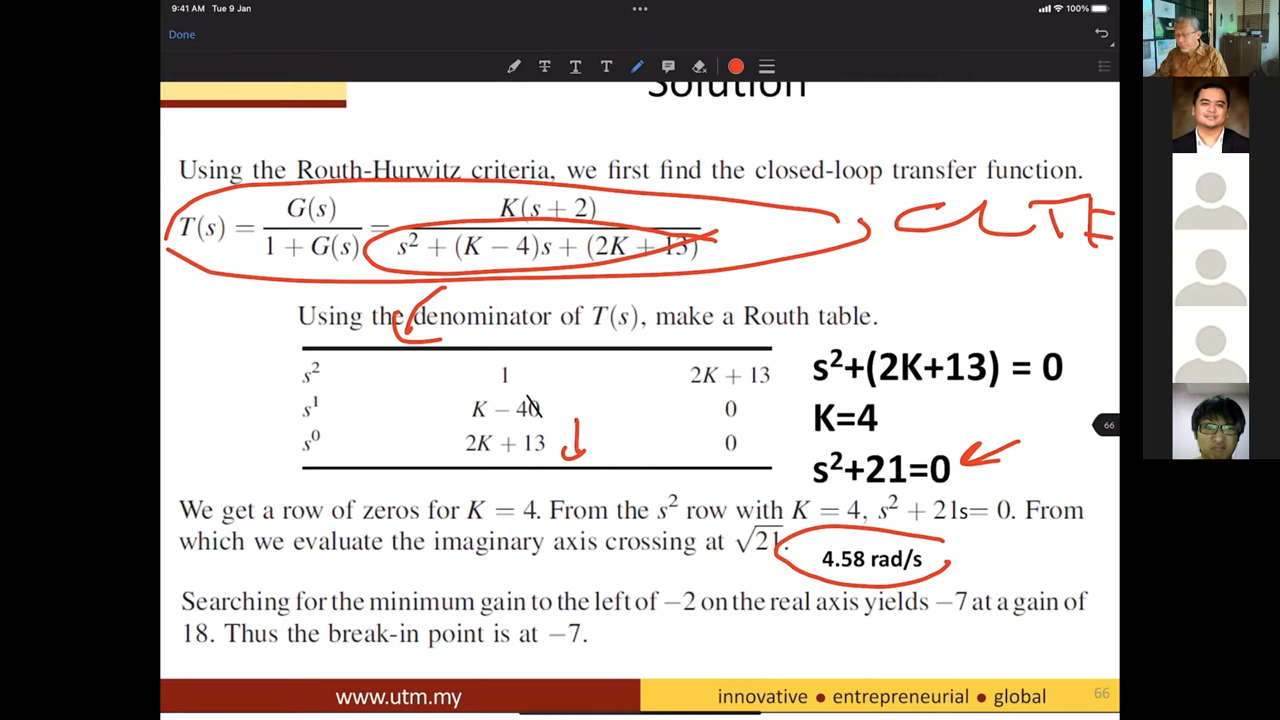 9:41 AM Tue 9 Jan
100%
Done
Solution
Using the Routh-Hurwitz criteria, we first find the closed-loop transfer function.
T(s) = G(s) / 1 + G(s) = K(s + 2) / s² + (K − 4)s + (2K + 13)
CLTF
Using the denominator of T(s), make a Routh table.
s² 1 2K + 13
s¹ K − 40 0
s⁰ 2K + 13 0
s²+(2K+13) = 0
K=4
s²+21=0
66
We get a row of zeros for K = 4. From the s² row with K = 4, s² + 21s= 0. From
which we evaluate the imaginary axis crossing at √21.
4.58 rad/s
Searching for the minimum gain to the left of −2 on the real axis yields −7 at a gain of
18. Thus the break-in point is at −7.
www.utm.my
innovative ● entrepreneurial ● global
66